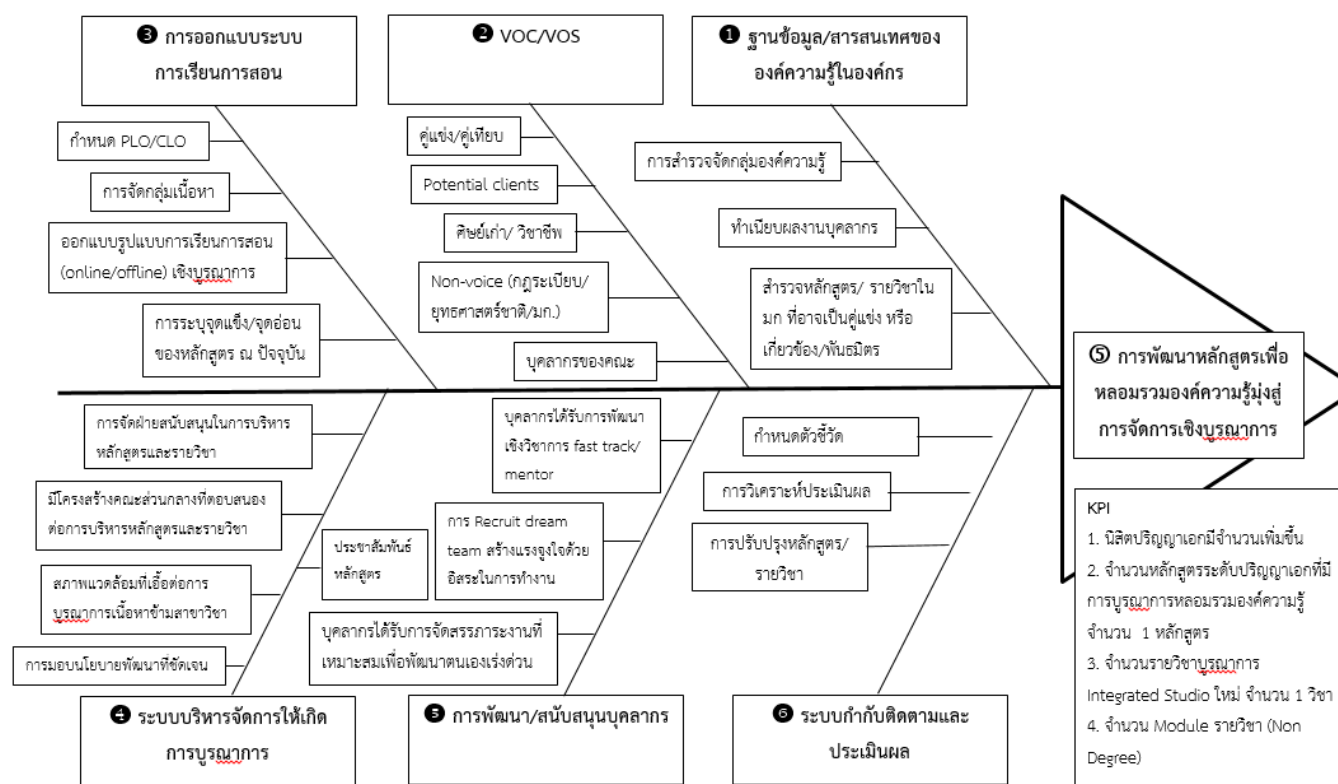 ❸ การออกแบบระบบ
การเรียนการสอน
กำหนด PLO/CLO
การจัดกลุ่มเนื้อหา
ออกแบบรูปแบบการเรียนการสอน
(online/offline) เชิงบูรณาการ
การระบุจุดแข็ง/จุดอ่อน
ของหลักสูตร ณ ปัจจุบัน
❷ VOC/VOS
คู่แข่ง/คู่เทียบ
Potential clients
ศิษย์เก่า/ วิชาชีพ
Non-voice (กฎระเบียบ/
ยุทธศาสตร์ชาติ/มก.)
บุคลากรของคณะ
❶ ฐานข้อมูล/สารสนเทศของ
องค์ความรู้ในองค์กร
การสำรวจจัดกลุ่มองค์ความรู้
ทำเนียบผลงานบุคลากร
สำรวจหลักสูตร/ รายวิชาใน
มก ที่อาจเป็นคู่แข่ง หรือ
เกี่ยวข้อง/พันธมิตร
⑤ การพัฒนาหลักสูตรเพื่อ
หลอมรวมองค์ความรู้มุ่งสู่
การจัดการเชิงบูรณาการ
การจัดฝ่ายสนับสนุนในการบริหาร
หลักสูตรและรายวิชา
มีโครงสร้างคณะส่วนกลางที่ตอบสนอง
ต่อการบริหารหลักสูตรและรายวิชา
ประชาสัมพันธ์
หลักสูตร
สภาพแวดล้อมที่เอื้อต่อการ
บูรณาการเนื้อหาข้ามสาขาวิชา
การมอบนโยบายพัฒนาที่ชัดเจน
❹ ระบบบริหารจัดการให้เกิด
การบูรณาการ
บุคลากรได้รับการพัฒนา
เชิงวิชาการ fast track/
mentor
การ Recruit dream
team สร้างแรงจูงใจด้วย
อิสระในการทำงาน
บุคลากรได้รับการจัดสรรภาระงานที่
เหมาะสมเพื่อพัฒนาตนเองเร่งด่วน
❺ การพัฒนา/สนับสนุนบุคลากร
กำหนดตัวชี้วัด
การวิเคราะห์ประเมินผล
การปรับปรุงหลักสูตร/
รายวิชา
❻ ระบบกำกับติดตามและ
ประเมินผล
KPI
1. นิสิตปริญญาเอกมีจำนวนเพิ่มขึ้น
2. จำนวนหลักสูตรระดับปริญญาเอกที่มี
การบูรณาการหลอมรวมองค์ความรู้
จำนวน 1 หลักสูตร
3. จำนวนรายวิชาบูรณาการ
Integrated Studio ใหม่ จำนวน 1 วิชา
4. จำนวน Module รายวิชา (Non
Degree)